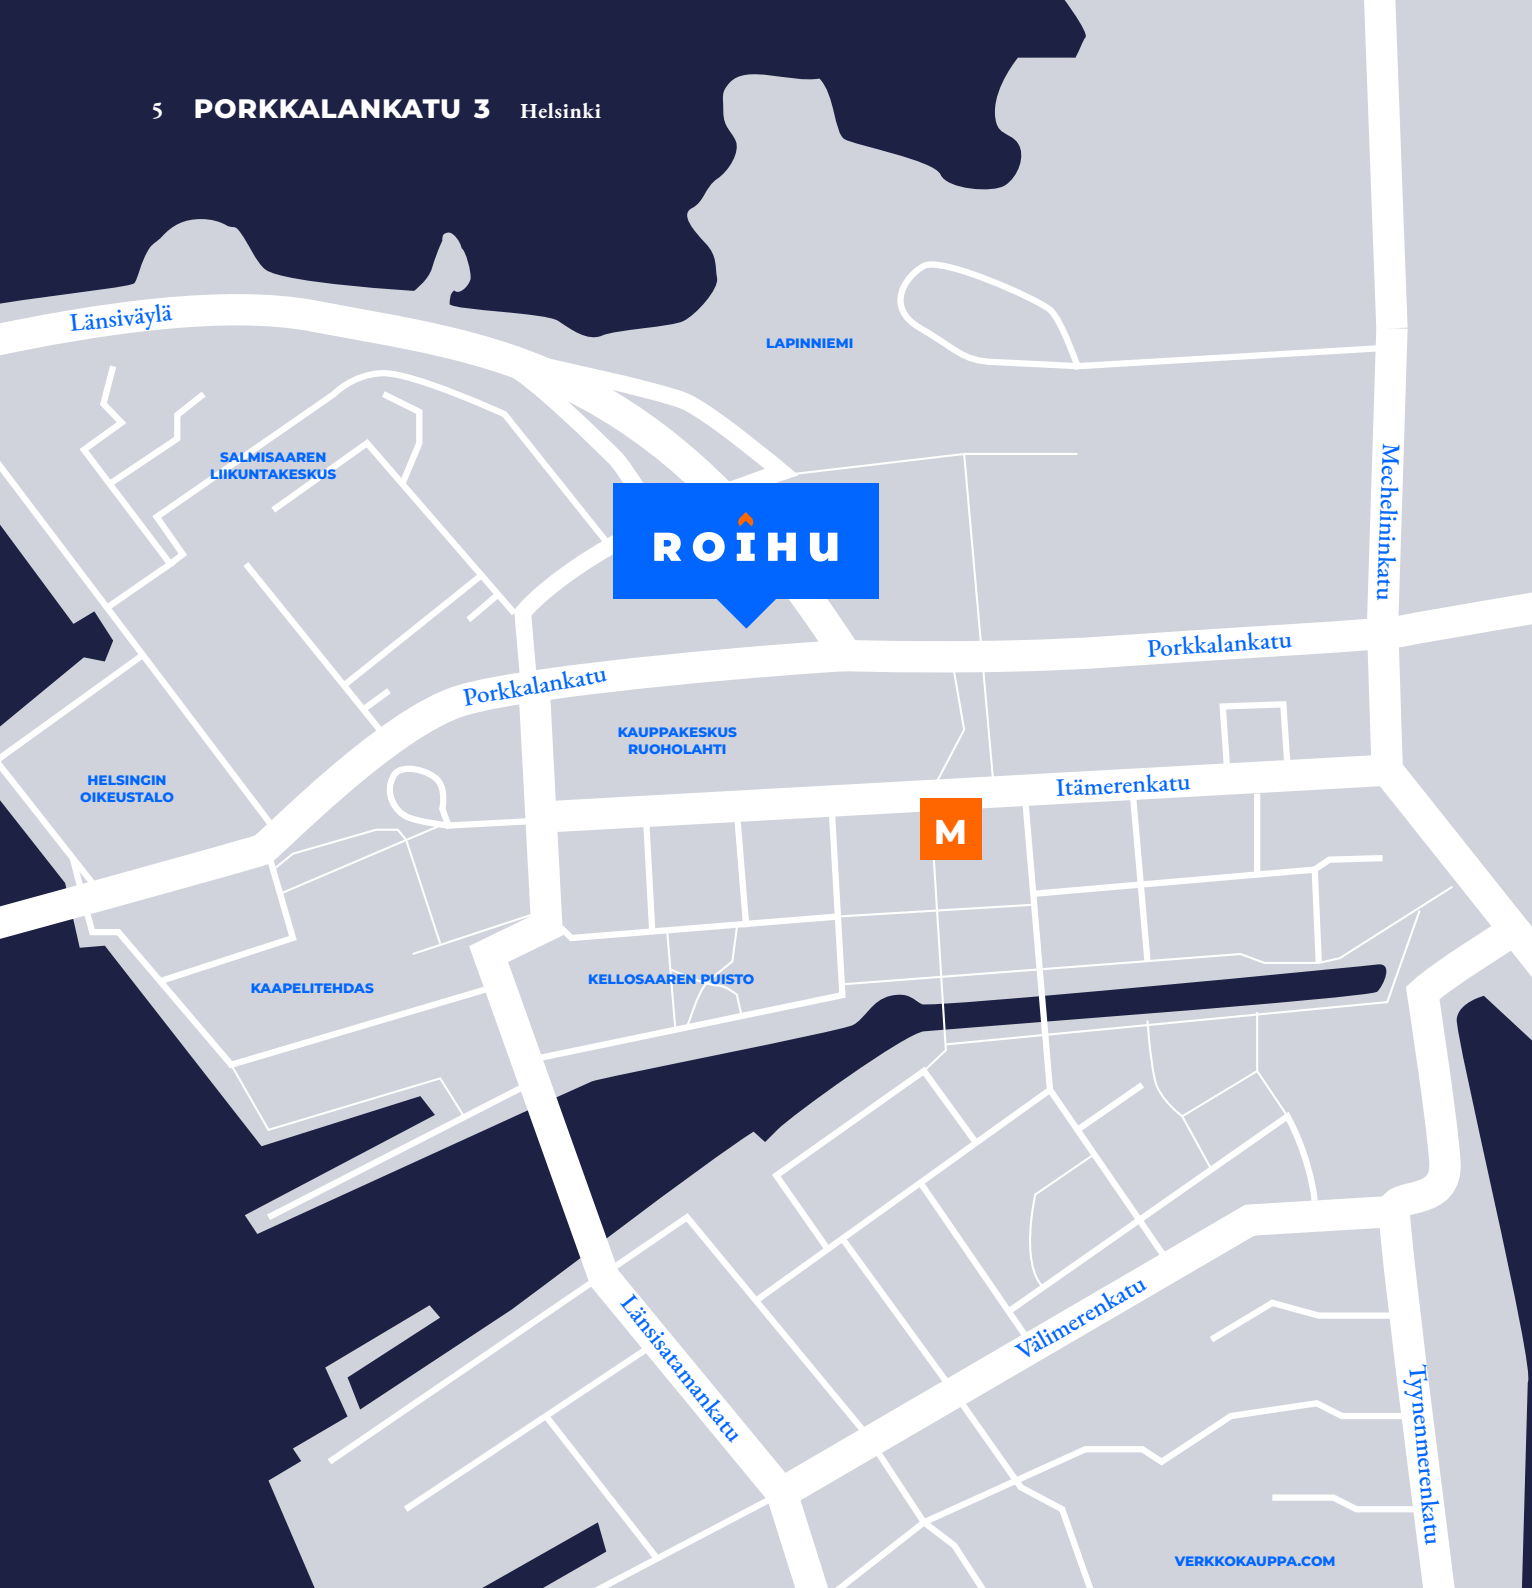 5 PORKKALANKATU 3 Helsinki
Länsiväylä
LAPINNIEMI
SALMISAAREN
LIIKUNTAKESKUS
Mechelininkatu
ROIHU
Porkkalankatu
Porkkalankatu
KAUPPAKESKUS
RUOHOLAHTI
HELSINGIN
OIKEUSTALO
Itämerenkatu
M
KELLOSAAREN PUISTO
KAAPELITEHDAS
Länsisatamankatu
Välimerenkatu
Tyynenmerenkatu
VERKKOKAUPPA.COM